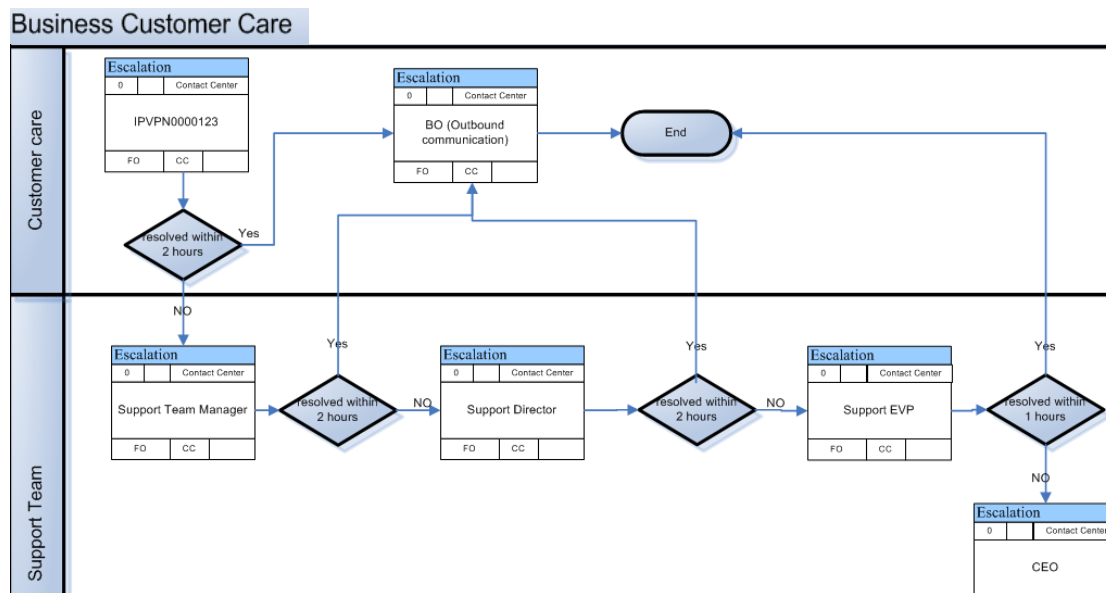 Business Customer Care
Customer care
Escalation
0 Contact Center
IPVPN0000123
FO CC
resolved within
2 hours
Yes
NO
Escalation
0 Contact Center
BO (Outbound
communication)
FO CC
End
Support Team
Escalation
0 Contact Center
Support Team Manager
FO CC
resolved within
2 hours
Yes
NO
Escalation
0 Contact Center
Support Director
FO CC
resolved within
2 hours
Yes
NO
Escalation
0 Contact Center
Support EVP
FO CC
resolved within
1 hours
Yes
NO
Escalation
0 Contact Center
CEO